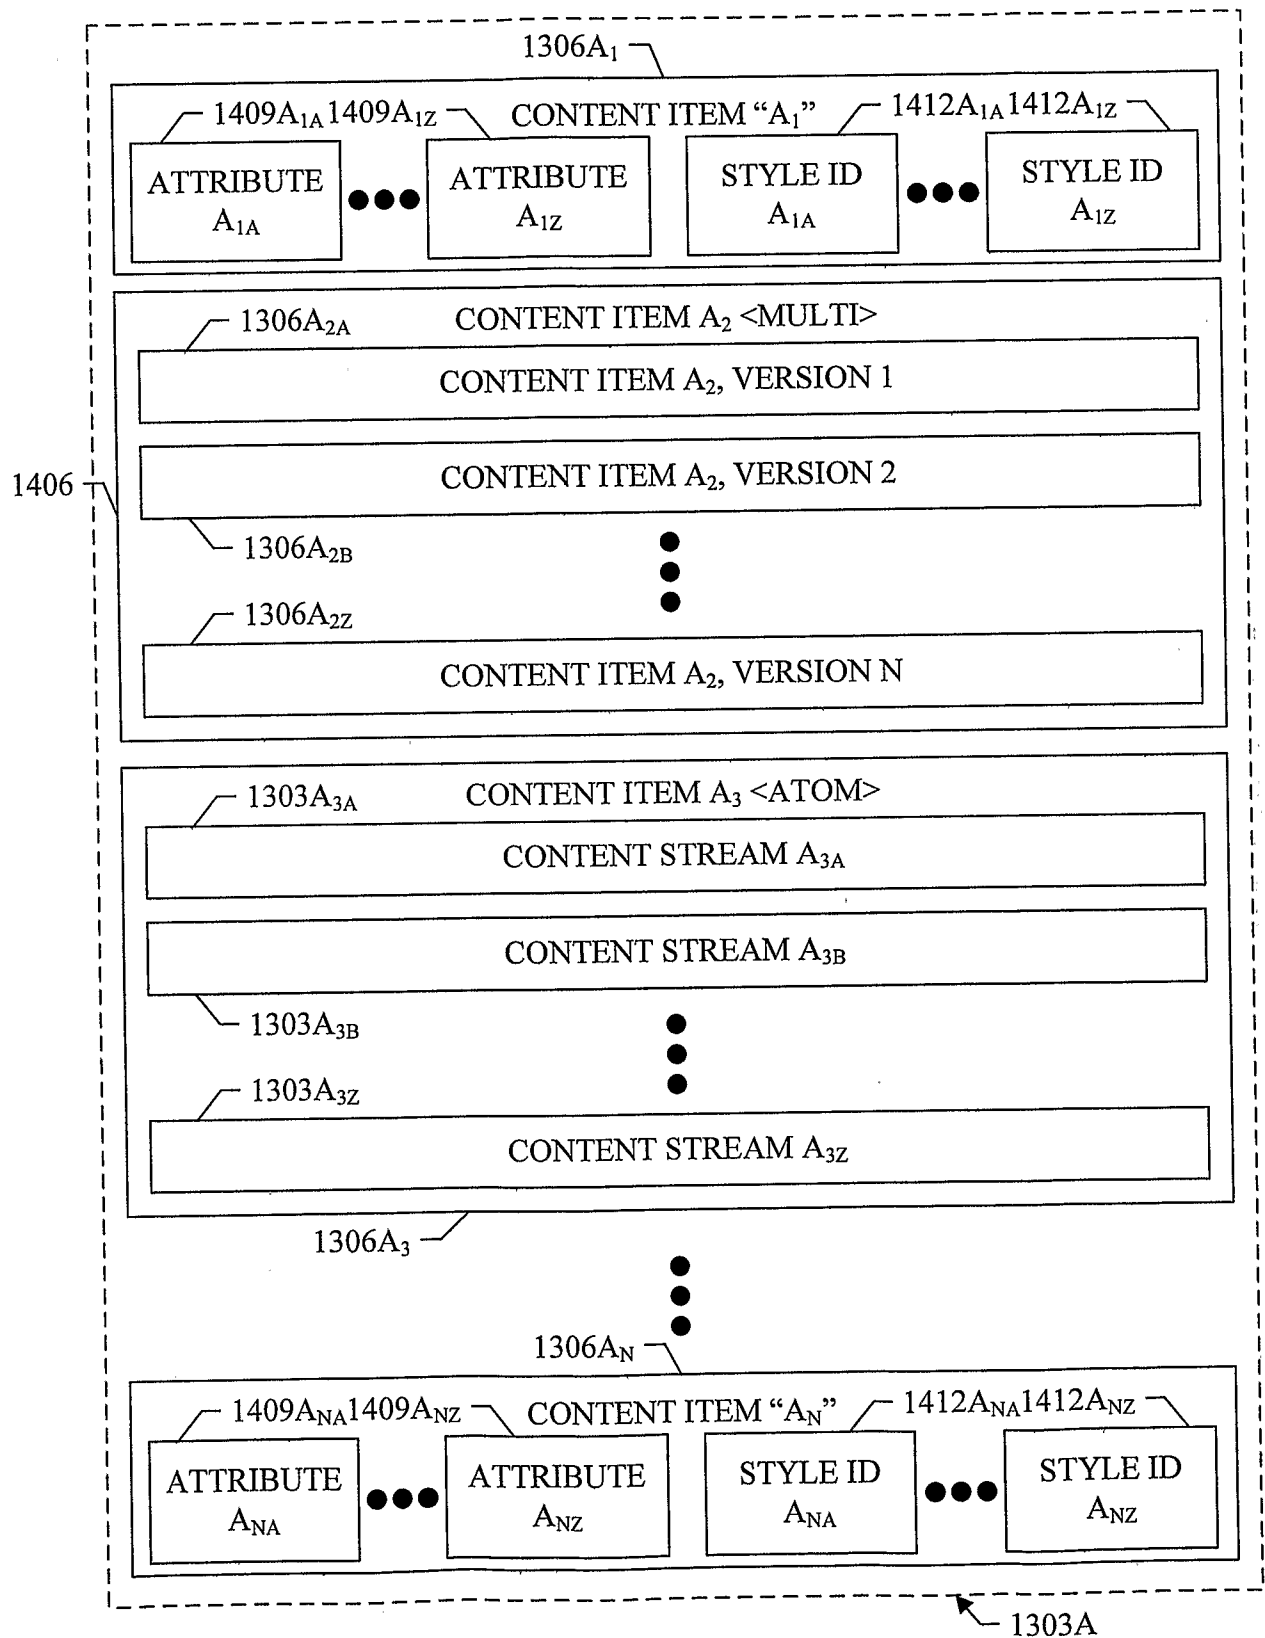 1306A1
1409A1A 1409A1Z CONTENT ITEM “A1” 1412A1A 1412A1Z
ATTRIBUTE A1A ATTRIBUTE A1Z STYLE ID A1A STYLE ID A1Z
1306A2A CONTENT ITEM A2 <MULTI>
CONTENT ITEM A2, VERSION 1
1406
CONTENT ITEM A2, VERSION 2
1306A2B
1306A2Z
CONTENT ITEM A2, VERSION N
1303A3A CONTENT ITEM A3 <ATOM>
CONTENT STREAM A3A
CONTENT STREAM A3B
1303A3B
1303A3Z
CONTENT STREAM A3Z
1306A3
1306AN
1409ANA 1409ANZ CONTENT ITEM “AN” 1412ANA 1412ANZ
ATTRIBUTE ANA ATTRIBUTE ANZ STYLE ID ANA STYLE ID ANZ
1303A